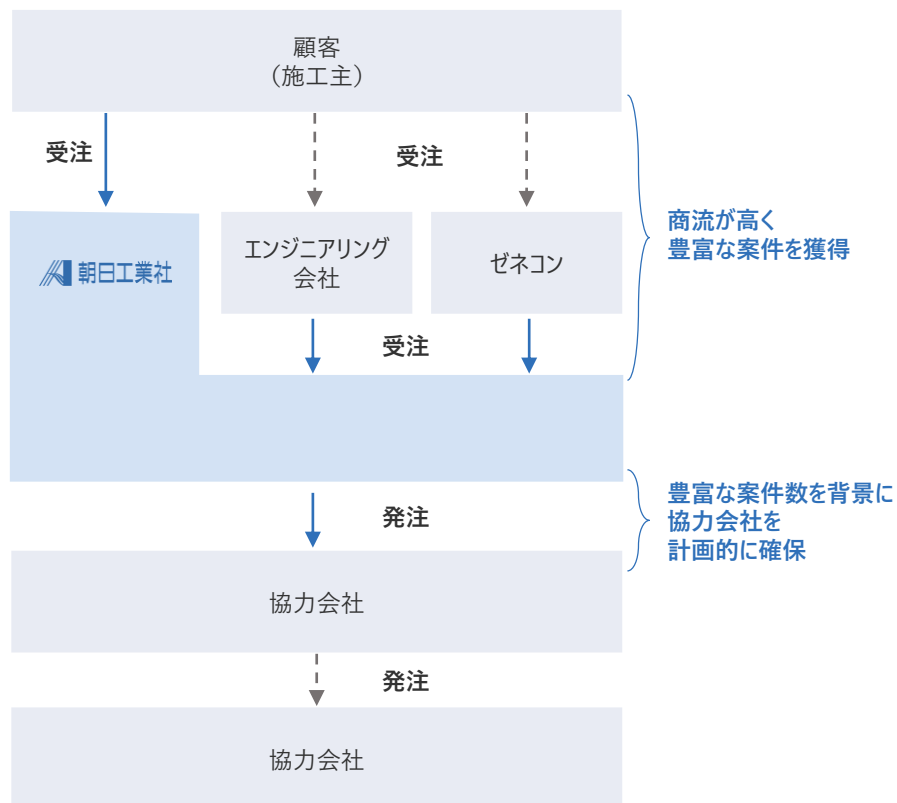 顧客
（施工主）
受注
受注
朝日工業社
エンジニアリング
会社
ゼネコン
商流が高く
豊富な案件を獲得
受注
発注
豊富な案件数を背景に
協力会社を
計画的に確保
協力会社
発注
協力会社